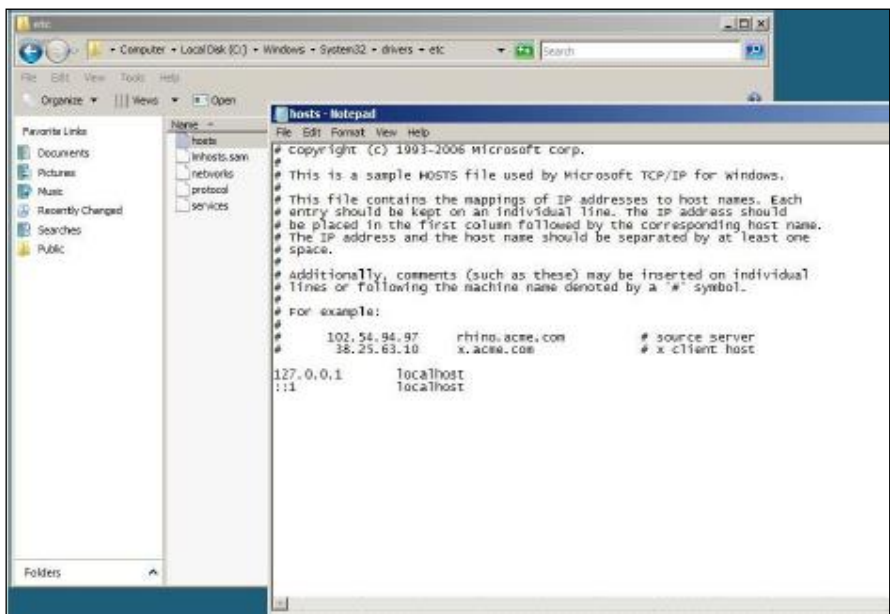 etc
Computer Local Disk (C:) Windows System32 drivers etc
Search
File Edit View Tools Help
Organize Views Open
Favorite Links
Documents
Pictures
Music
Recently Changed
Searches
Public
Folders
Name
hosts
lmhosts.sam
networks
protocol
services
hosts - Notepad
File Edit Format View Help
# Copyright (c) 1993-2006 Microsoft Corp.
#
# This is a sample HOSTS file used by Microsoft TCP/IP for Windows.
#
# This file contains the mappings of IP addresses to host names. Each
# entry should be kept on an individual line. The IP address should
# be placed in the first column followed by the corresponding host name.
# The IP address and the host name should be separated by at least one
# space.
#
# Additionally, comments (such as these) may be inserted on individual
# lines or following the machine name denoted by a '#' symbol.
#
# For example:
#
# 102.54.94.97 rhino.acme.com # source server
# 38.25.63.10 x.acme.com # x client host
127.0.0.1 localhost
::1 localhost